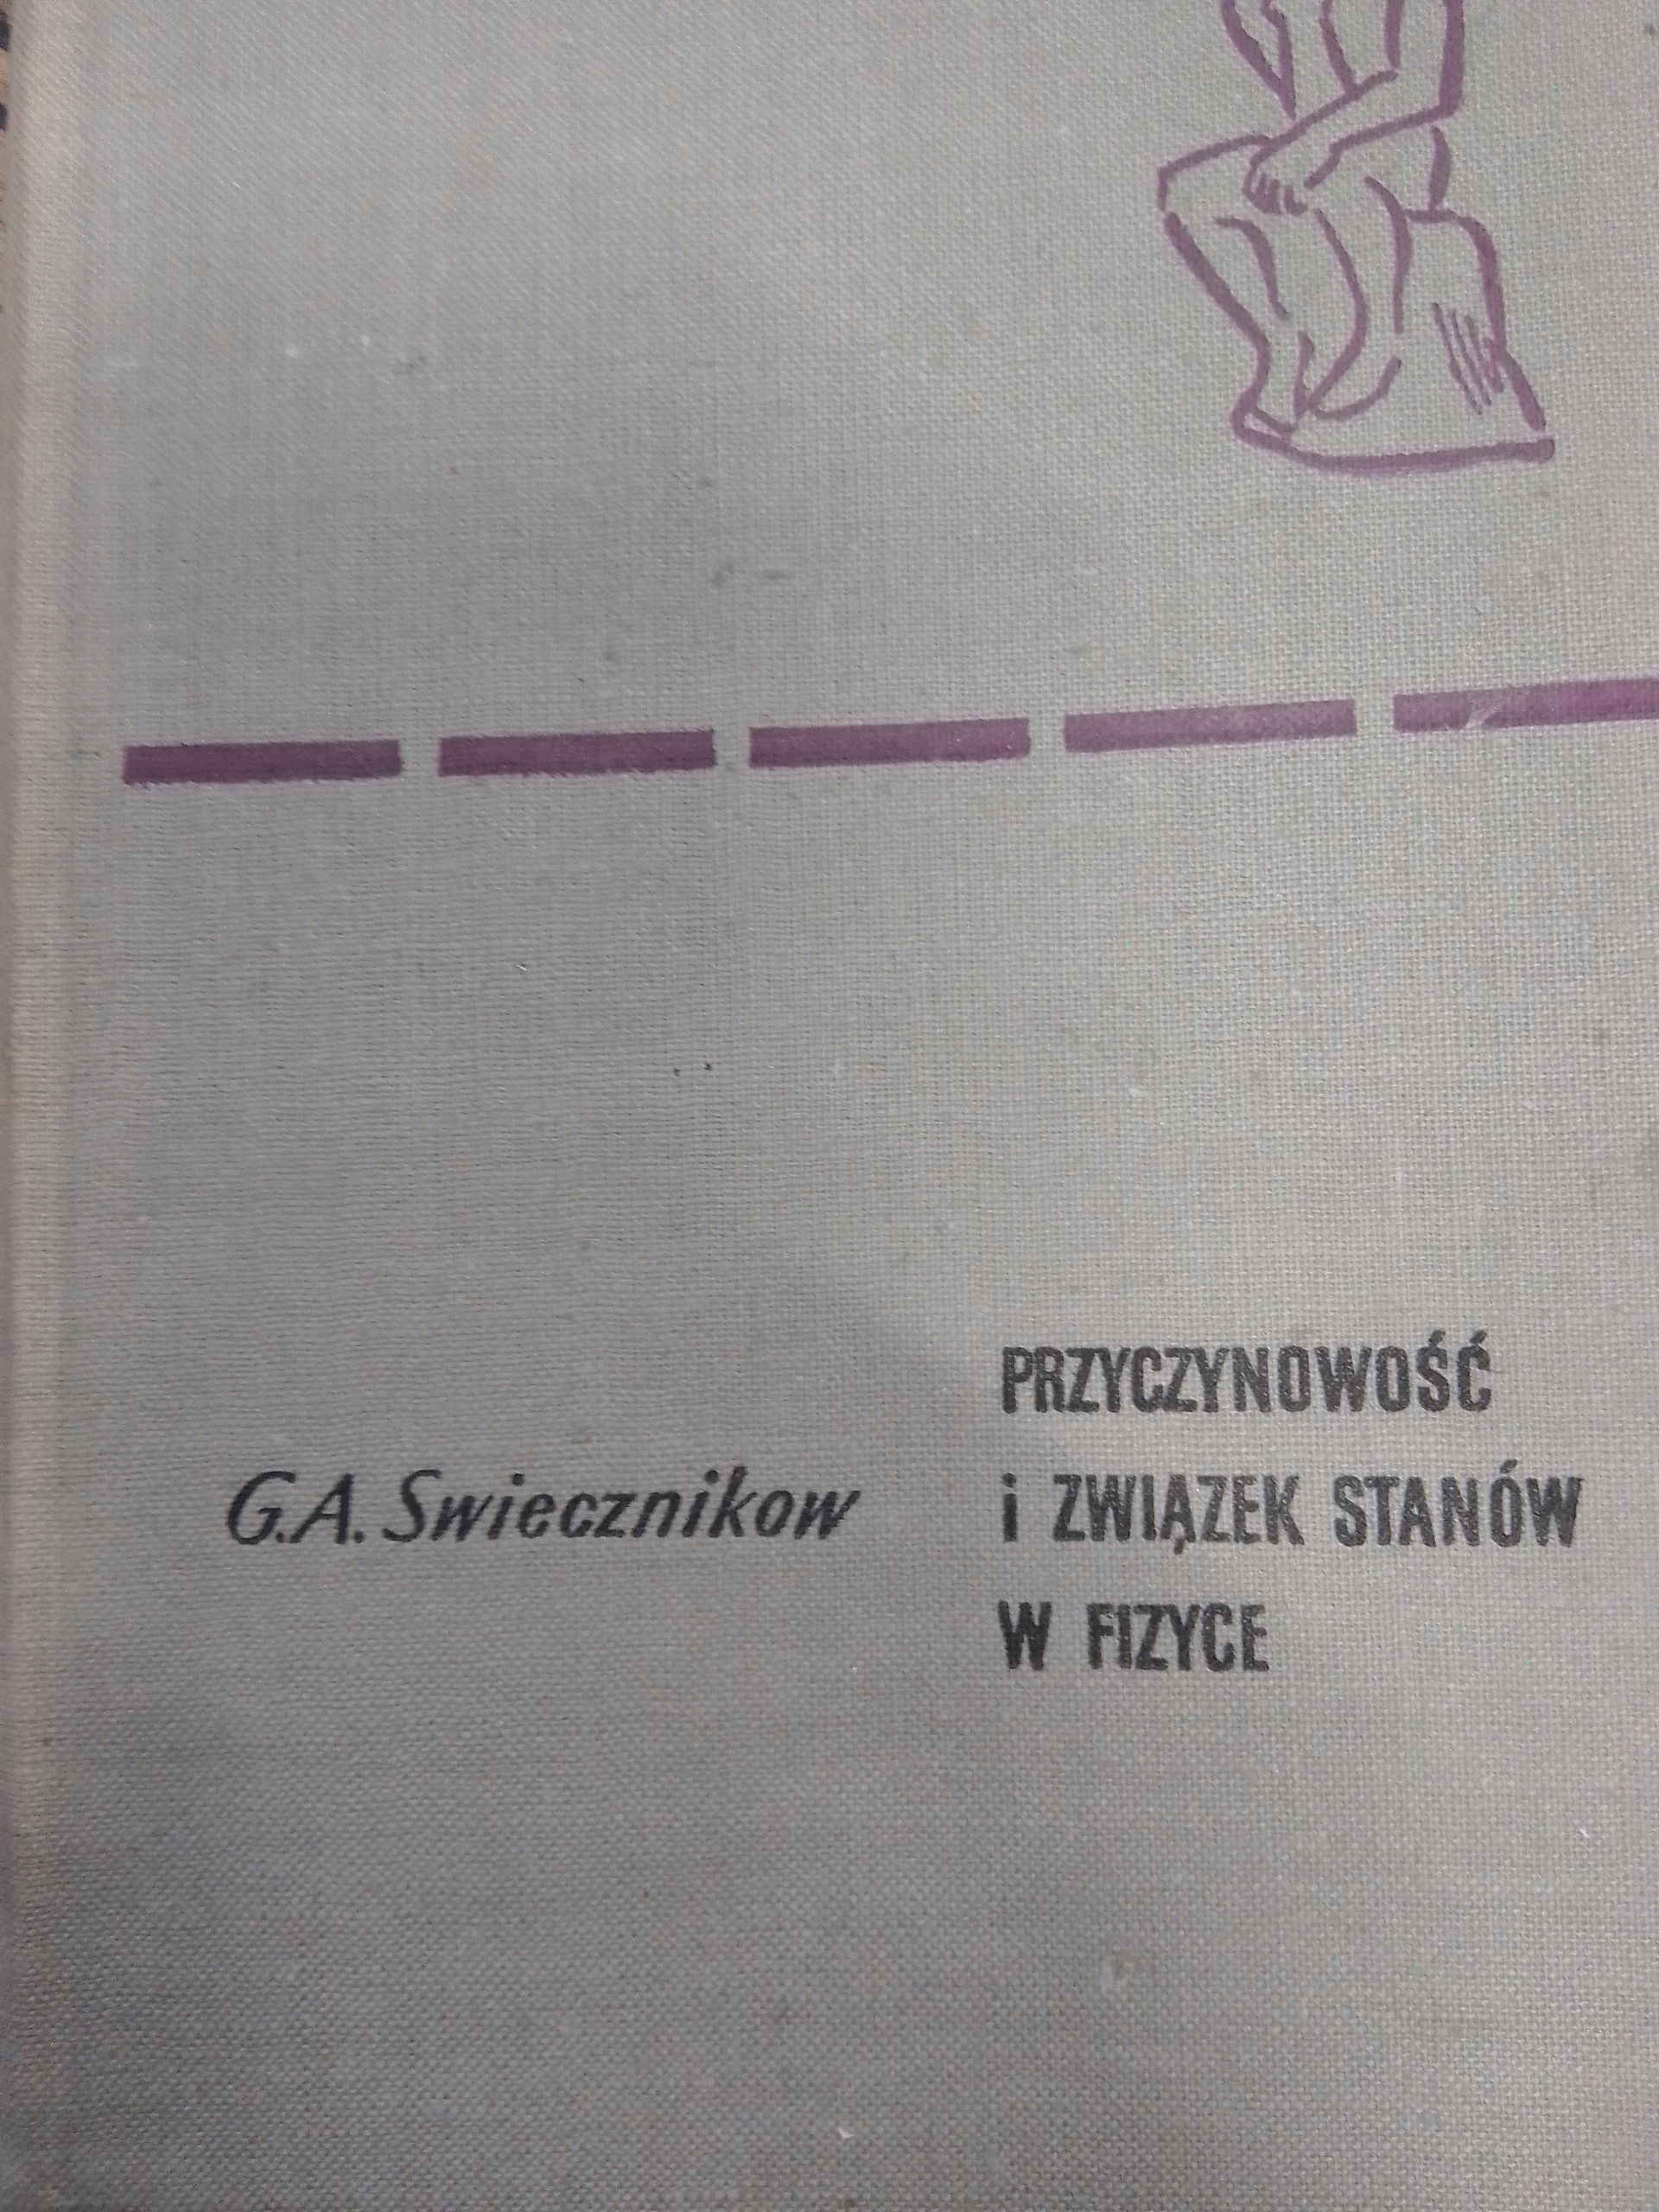 G.A. Swiecznikow
PRZYCZYNOWOŚĆ
i ZWIĄZEK STANÓW
W FIZYCE